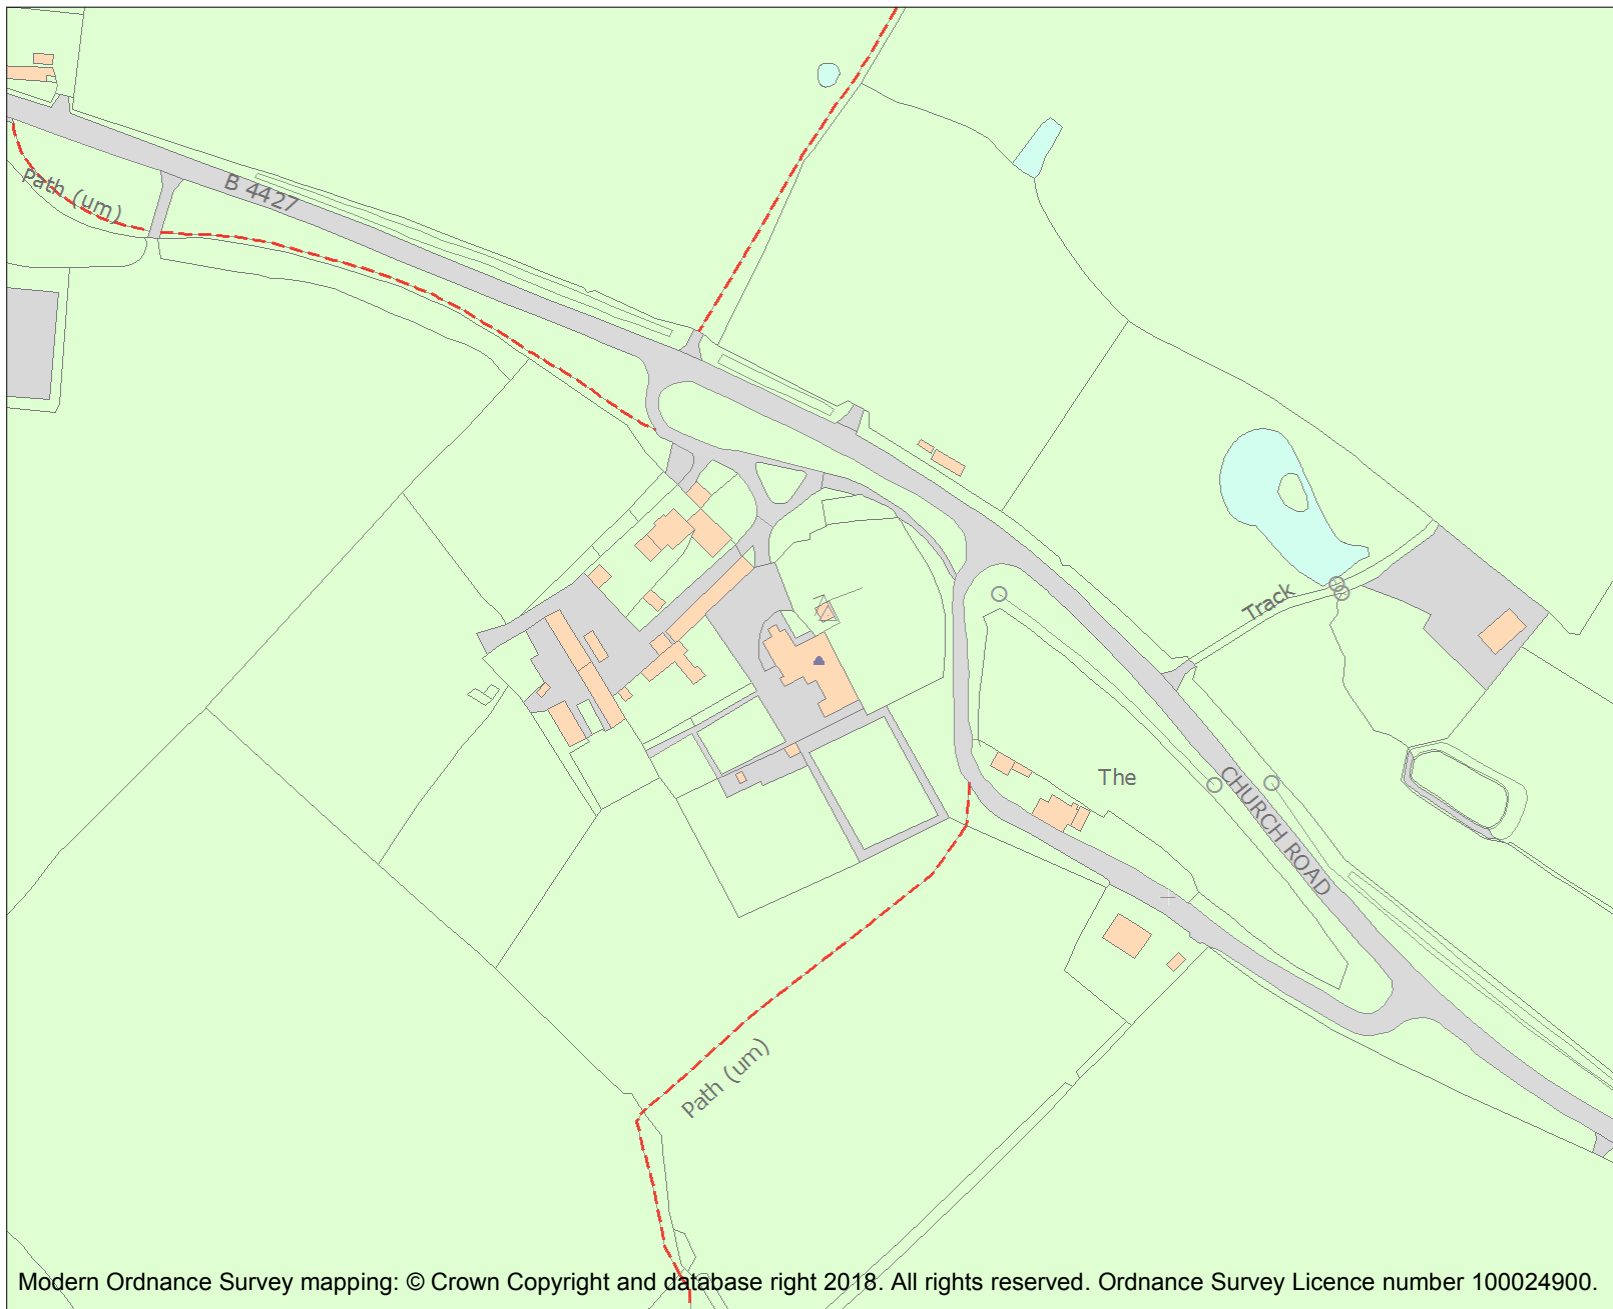 Path (um)
B 4427
Track
The
CHURCH ROAD
Path (um)
Modern Ordnance Survey mapping: © Crown Copyright and database right 2018. All rights reserved. Ordnance Survey Licence number 100024900.